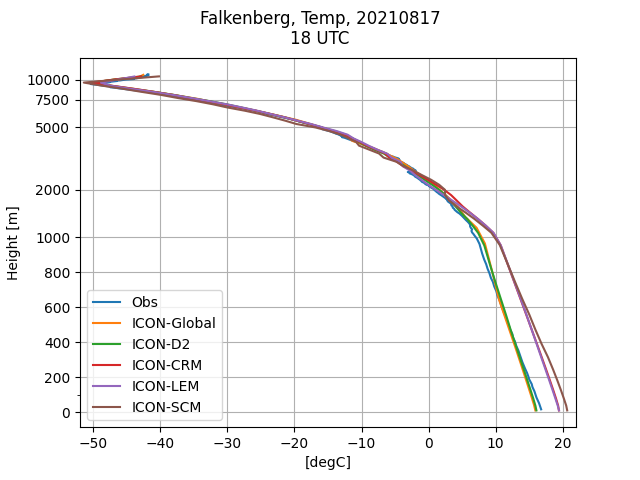 Falkenberg, Temp, 20210817
18 UTC
10000
7500
5000
2000
1000
800
600
400
200
0
Height [m]
Obs
ICON-Global
ICON-D2
ICON-CRM
ICON-LEM
ICON-SCM
−50 −40 −30 −20 −10 0 10 20
[degC]